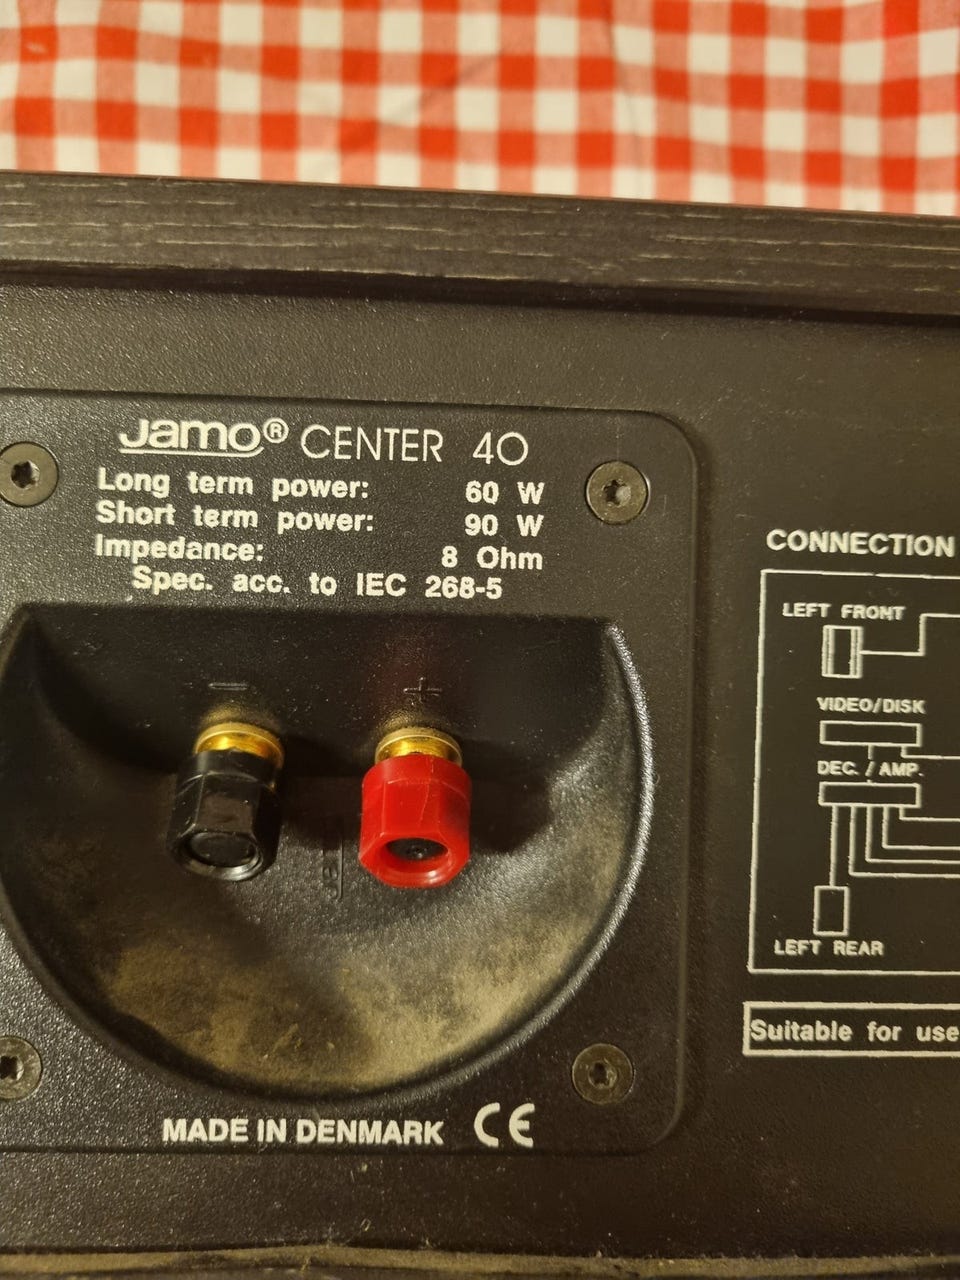 Jamo® CENTER 40
Long term power: 60 W
Short term power: 90 W
Impedance: 8 Ohm
Spec. acc. to IEC 268-5
- +
MADE IN DENMARK CE
CONNECTION
LEFT FRONT
VIDEO/DISK
DEC. / AMP.
LEFT REAR
Suitable for use